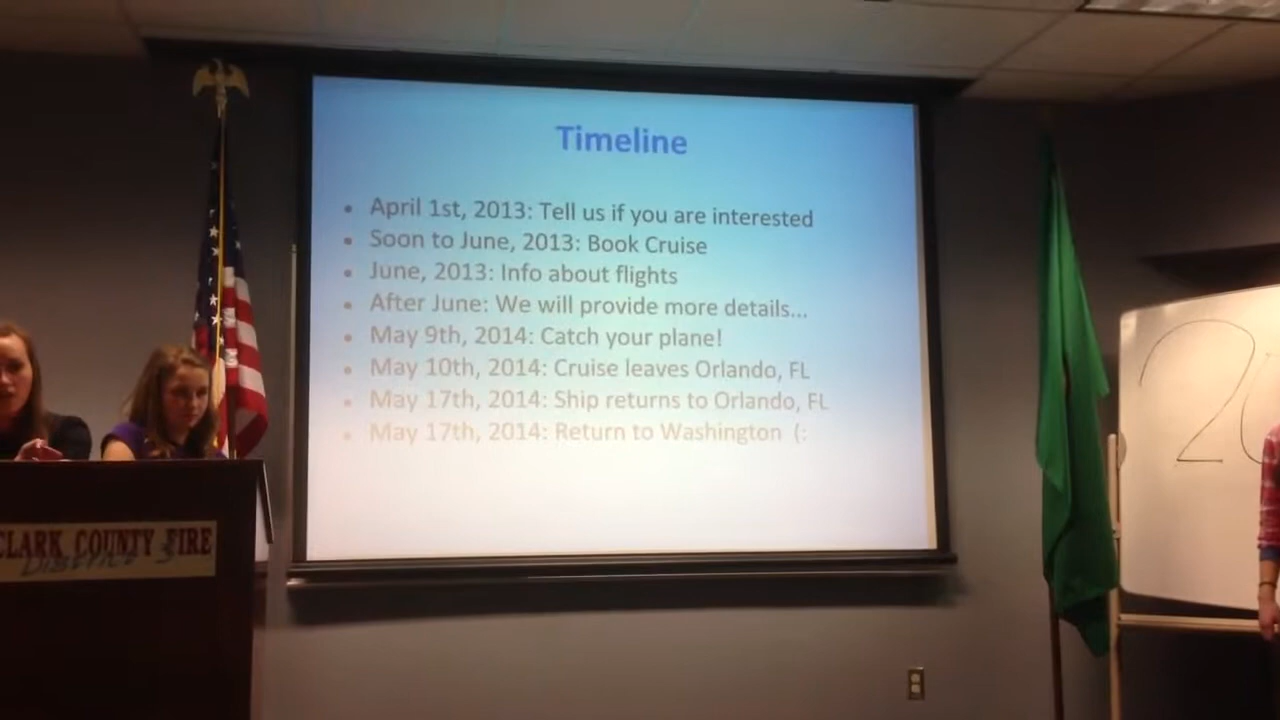 Timeline
• April 1st, 2013: Tell us if you are interested
• Soon to June, 2013: Book Cruise
• June, 2013: Info about flights
• After June: We will provide more details...
• May 9th, 2014: Catch your plane!
• May 10th, 2014: Cruise leaves Orlando, FL
• May 17th, 2014: Ship returns to Orlando, FL
• May 17th, 2014: Return to Washington (:
CLARK COUNTY FIRE
District 3
20